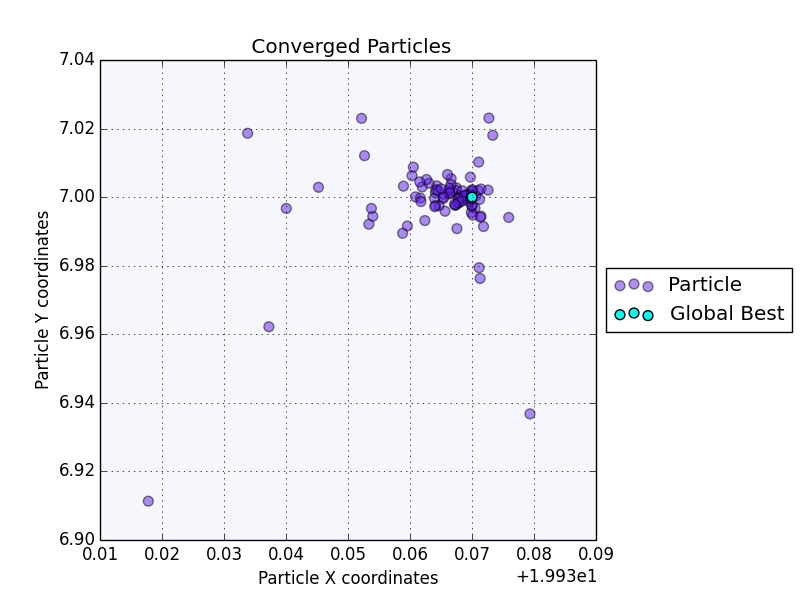 Converged Particles
7.04
7.02
7.00
6.98
6.96
6.94
6.92
6.90
Particle Y coordinates
0.01 0.02 0.03 0.04 0.05 0.06 0.07 0.08 0.09
+1.993e1
Particle X coordinates
Particle
Global Best